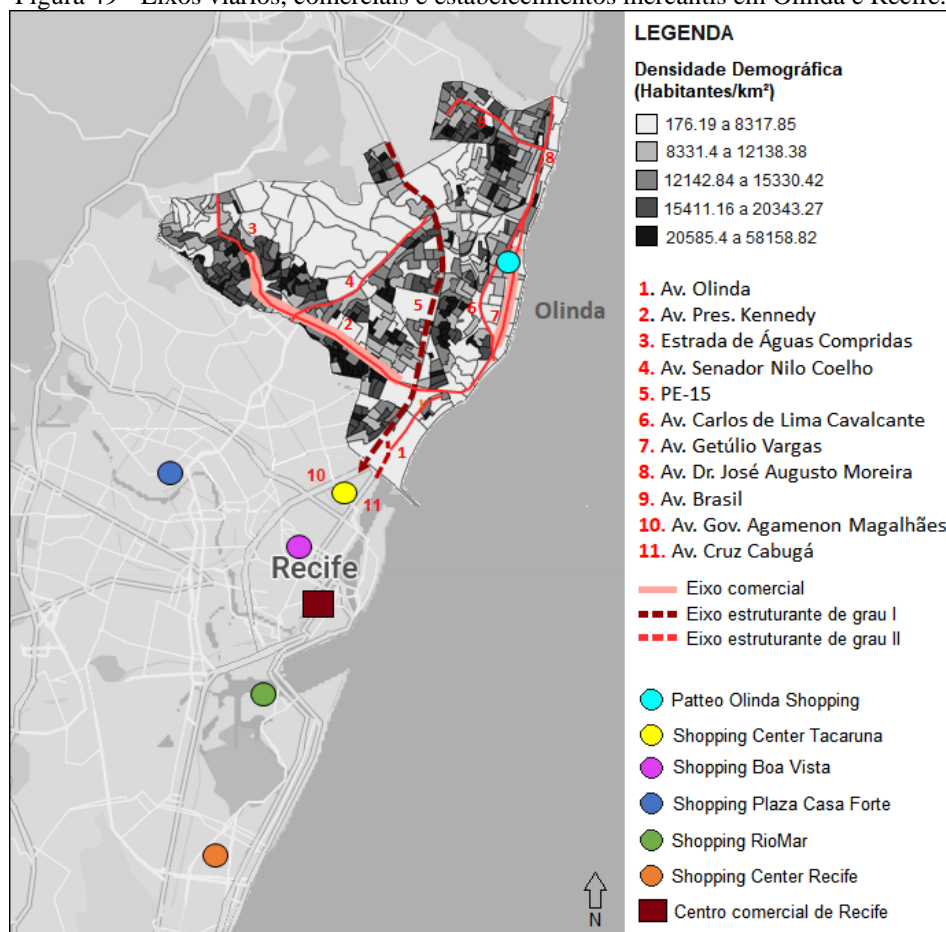 Figura 49 - Eixos viários, comerciais e estabelecimentos mercantis em Olinda e Recife.
LEGENDA
Densidade Demográfica
(Habitantes/km²)
176.19 a 8317.85
8331.4 a 12138.38
12142.84 a 15330.42
15411.16 a 20343.27
20585.4 a 58158.82
1. Av. Olinda
2. Av. Pres. Kennedy
3. Estrada de Águas Compridas
4. Av. Senador Nilo Coelho
5. PE-15
6. Av. Carlos de Lima Cavalcante
7. Av. Getúlio Vargas
8. Av. Dr. José Augusto Moreira
9. Av. Brasil
10. Av. Gov. Agamenon Magalhães
11. Av. Cruz Cabugá
Eixo comercial
Eixo estruturante de grau I
Eixo estruturante de grau II
Patteo Olinda Shopping
Shopping Center Tacaruna
Shopping Boa Vista
Shopping Plaza Casa Forte
Shopping RioMar
Shopping Center Recife
Centro comercial de Recife
9
8
3
4
5
6
7
2
Olinda
1
10
11
Recife
N